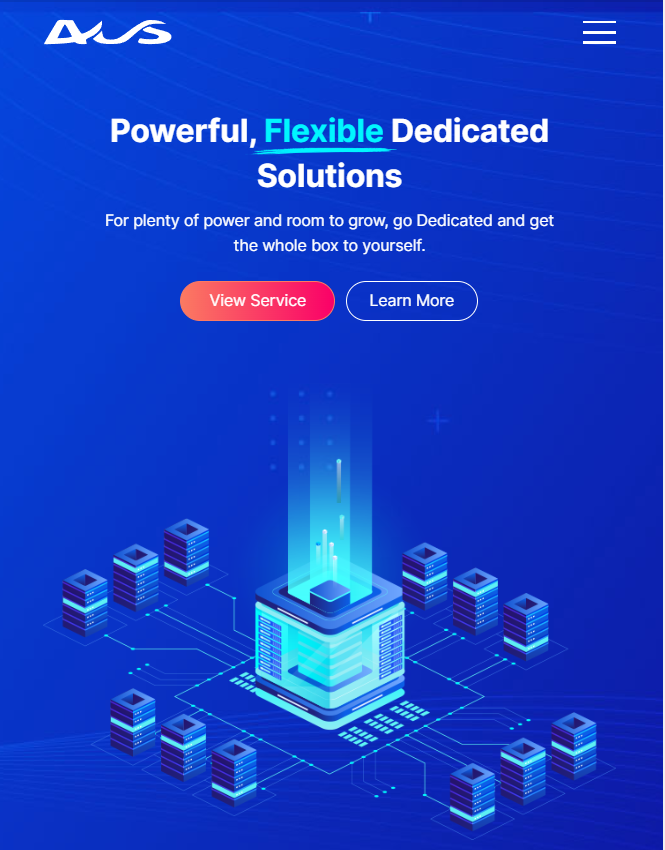 AUS
Powerful, Flexible Dedicated
Solutions
For plenty of power and room to grow, go Dedicated and get
the whole box to yourself.
View Service
Learn More